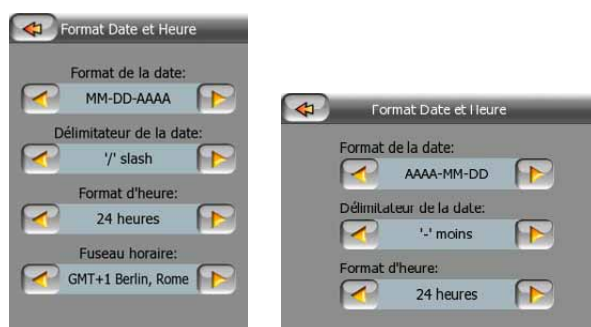 Format Date et Heure
Format de la date:
MM-DD-AAAA
Délimitateur de la date:
'/' slash
Format d'heure:
24 heures
Fuseau horaire:
GMT+1 Berlin, Rome
Format Date et Heure
Format de la date:
AAAA-MM-DD
Délimitateur de la date:
'-' moins
Format d'heure:
24 heures